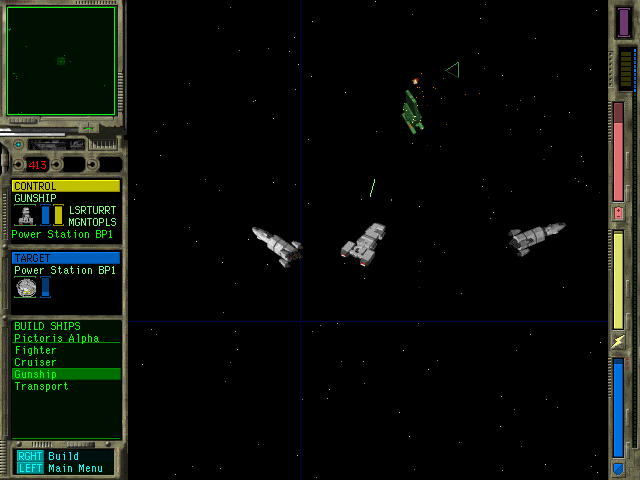 413
CONTROL
GUNSHIP
LSRTURRT
MGNTOPLS
Power Station BP1
TARGET
Power Station BP1
BUILD SHIPS
Pictoris Alpha
Fighter
Cruiser
Gunship
Transport
RGHT Build
LEFT Main Menu